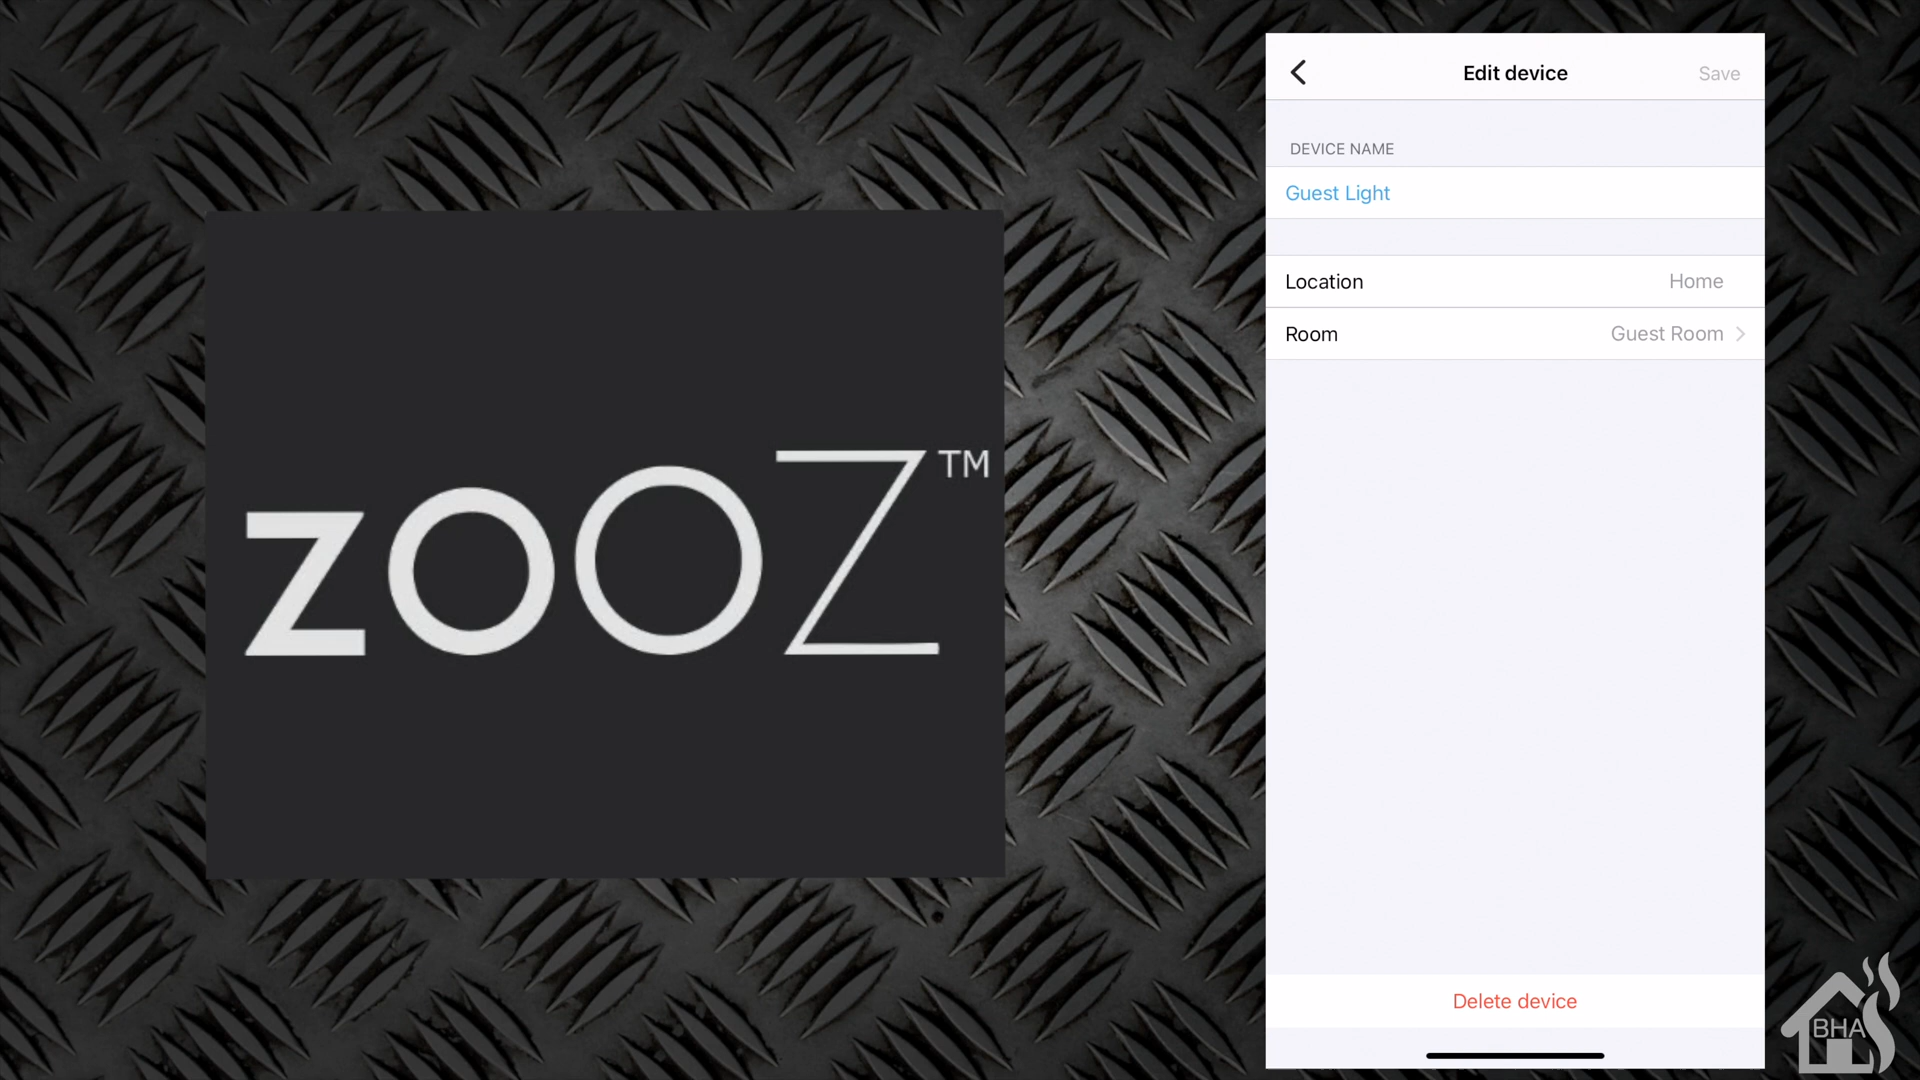 zooZ™
Edit device
Save
DEVICE NAME
Guest Light
Location
Home
Room
Guest Room
Delete device
BHA